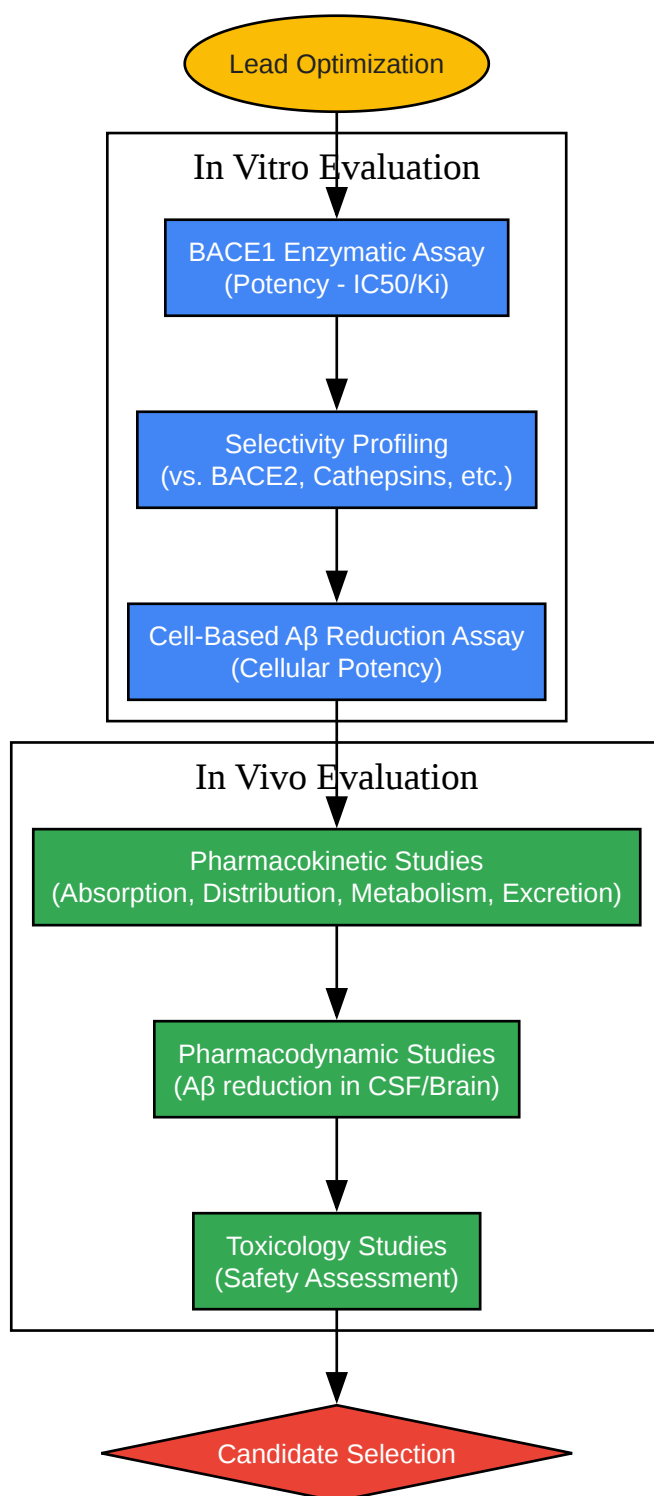 Lead Optimization
In Vitro Evaluation
BACE1 Enzymatic Assay
(Potency - IC50/Ki)
Selectivity Profiling
(vs. BACE2, Cathepsins, etc.)
Cell-Based Aβ Reduction Assay
(Cellular Potency)
In Vivo Evaluation
Pharmacokinetic Studies
(Absorption, Distribution, Metabolism, Excretion)
Pharmacodynamic Studies
(Aβ reduction in CSF/Brain)
Toxicology Studies
(Safety Assessment)
Candidate Selection